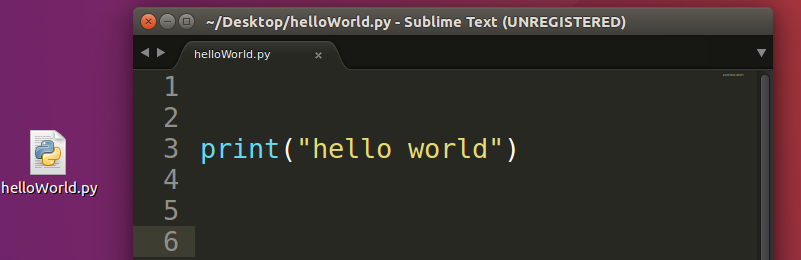 ~/Desktop/helloWorld.py - Sublime Text (UNREGISTERED)
helloWorld.py
1
2
3 print("hello world")
4
5
6
helloWorld.py